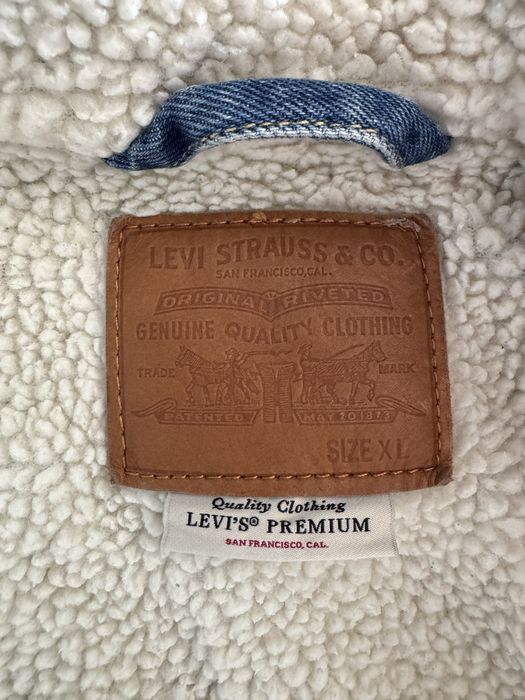 LEVI STRAUSS & CO.
SAN FRANCISCO, CAL.
ORIGINAL RIVETED
GENUINE QUALITY CLOTHING
TRADE MARK
PATENTED MAY 20 1873
SIZE XL
Quality Clothing
LEVI'S® PREMIUM
SAN FRANCISCO, CAL.